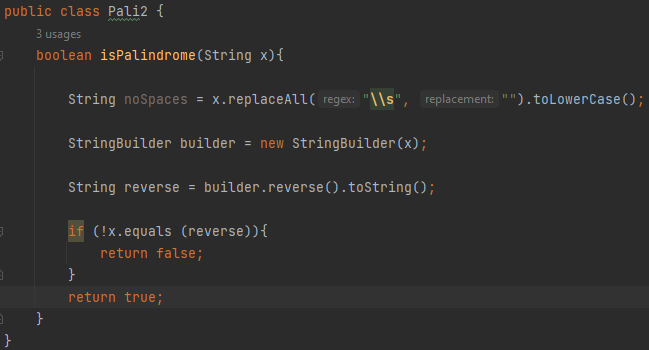 public class Pali2 {
3 usages
boolean isPalindrome(String x){
String noSpaces = x.replaceAll( regex: "\\s", replacement: "").toLowerCase();
StringBuilder builder = new StringBuilder(x);
String reverse = builder.reverse().toString();
if (!x.equals (reverse)){
return false;
}
return true;
}
}